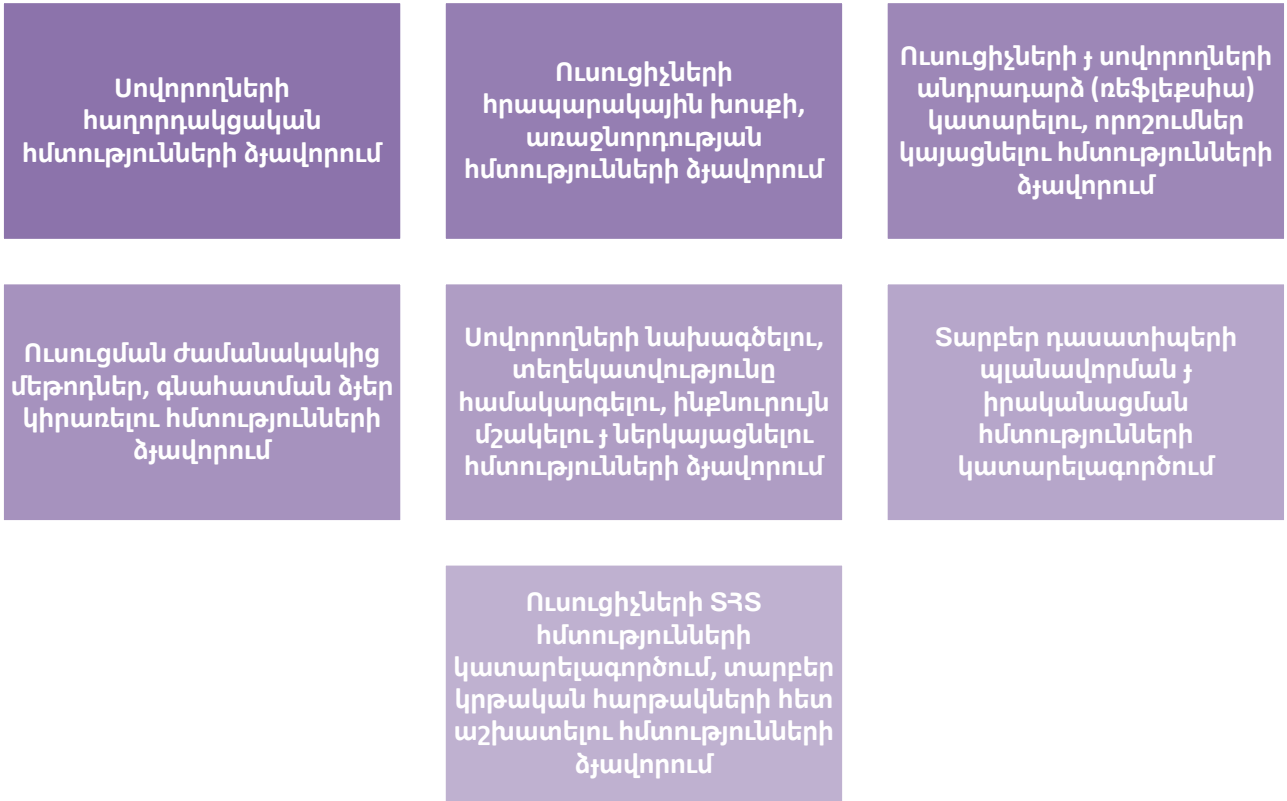 Սովորողների
հաղորդակցական
հմտությունների ձևավորում
Ուսուցիչների
հրապարակային խոսքի,
առաջնորդության
հմտությունների ձևավորում
Ուսուցիչների և սովորողների
անդրադարձ (ռեֆլեքսիա)
կատարելու, որոշումներ
կայացնելու հմտությունների
ձևավորում
Ուսուցման ժամանակակից
մեթոդներ, գնահատման ձևեր
կիրառելու հմտությունների
ձևավորում
Սովորողների նախագծելու,
տեղեկատվությունը
համակարգելու, ինքնուրույն
մշակելու և ներկայացնելու
հմտությունների ձևավորում
Տարբեր դասատիպերի
պլանավորման և
իրականացման
հմտությունների
կատարելագործում
Ուսուցիչների ՏՀՏ
հմտությունների
կատարելագործում, տարբեր
կրթական հարթակների հետ
աշխատելու հմտությունների
ձևավորում